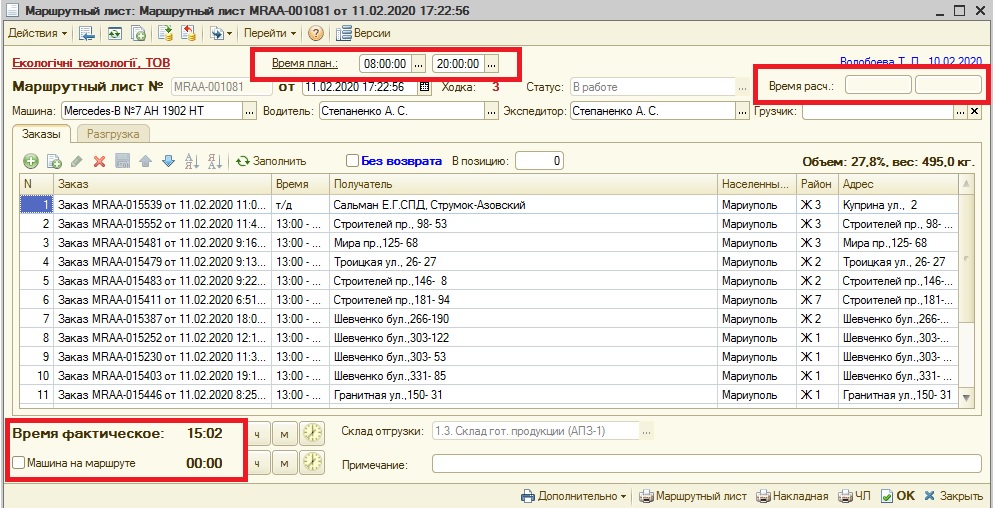 Маршрутный лист: Маршрутный лист MRAA-001081 от 11.02.2020 17:22:56
Действия Перейти Версии
Екологічні технології, ТОВ Время план.: 08:00:00 ... 20:00:00 ... Волобоева Т. П. 10.02.2020
Маршрутный лист № MRAA-001081 от 11.02.2020 17:22:56 Ходка: 3 Статус: В работе ... Время расч.:
Машина: Mercedes-B №7 АН 1902 НТ ... Водитель: Степаненко А. С. ... Экспедитор: Степаненко А. С. ... Грузчик: ... x
Заказы Разгрузка
Заполнить Без возврата В позицию: 0 Объем: 27,8%, вес: 495,0 кг.
N Заказ Время Получатель Населенны... Район Адрес
1 Заказ MRAA-015539 от 11.02.2020 11:0... т/д Сальман Е.Г.СПД, Струмок-Азовский Мариуполь Ж 3 Куприна ул., 2
2 Заказ MRAA-015552 от 11.02.2020 11:4... 13:00 - ... Строителей пр., 98- 53 Мариуполь Ж 3 Строителей пр., 98- ...
3 Заказ MRAA-015481 от 11.02.2020 9:16... 13:00 - ... Мира пр.,125- 68 Мариуполь Ж 3 Мира пр.,125- 68
4 Заказ MRAA-015479 от 11.02.2020 9:13... 13:00 - ... Троицкая ул., 26- 27 Мариуполь Ж 2 Троицкая ул., 26- 27
5 Заказ MRAA-015483 от 11.02.2020 9:22... 13:00 - ... Строителей пр.,146- 8 Мариуполь Ж 2 Строителей пр.,146-...
6 Заказ MRAA-015411 от 11.02.2020 6:51... 13:00 - ... Строителей пр.,181- 94 Мариуполь Ж 7 Строителей пр.,181-...
7 Заказ MRAA-015387 от 11.02.2020 18:0... 13:00 - ... Шевченко бул.,266-190 Мариуполь Ж 2 Шевченко бул.,266-...
8 Заказ MRAA-015252 от 11.02.2020 12:1... 13:00 - ... Шевченко бул.,303-122 Мариуполь Ж 1 Шевченко бул.,303-...
9 Заказ MRAA-015230 от 11.02.2020 11:3... 13:00 - ... Шевченко бул.,303- 53 Мариуполь Ж 1 Шевченко бул.,303- ...
10 Заказ MRAA-015403 от 11.02.2020 19:1... 13:00 - ... Шевченко бул.,331- 85 Мариуполь Ж 1 Шевченко бул.,331- ...
11 Заказ MRAA-015446 от 11.02.2020 8:25... 13:00 - ... Гранитная ул.,150- 31 Мариуполь Ж 1 Гранитная ул.,150- 31
Время фактическое: 15:02 ч м Склад отгрузки: 1.3. Склад гот. продукции (АПЗ-1) ...
Машина на маршруте 00:00 ч м Примечание:
Дополнительно Маршрутный лист Накладная ЧЛ ОК Закрыть